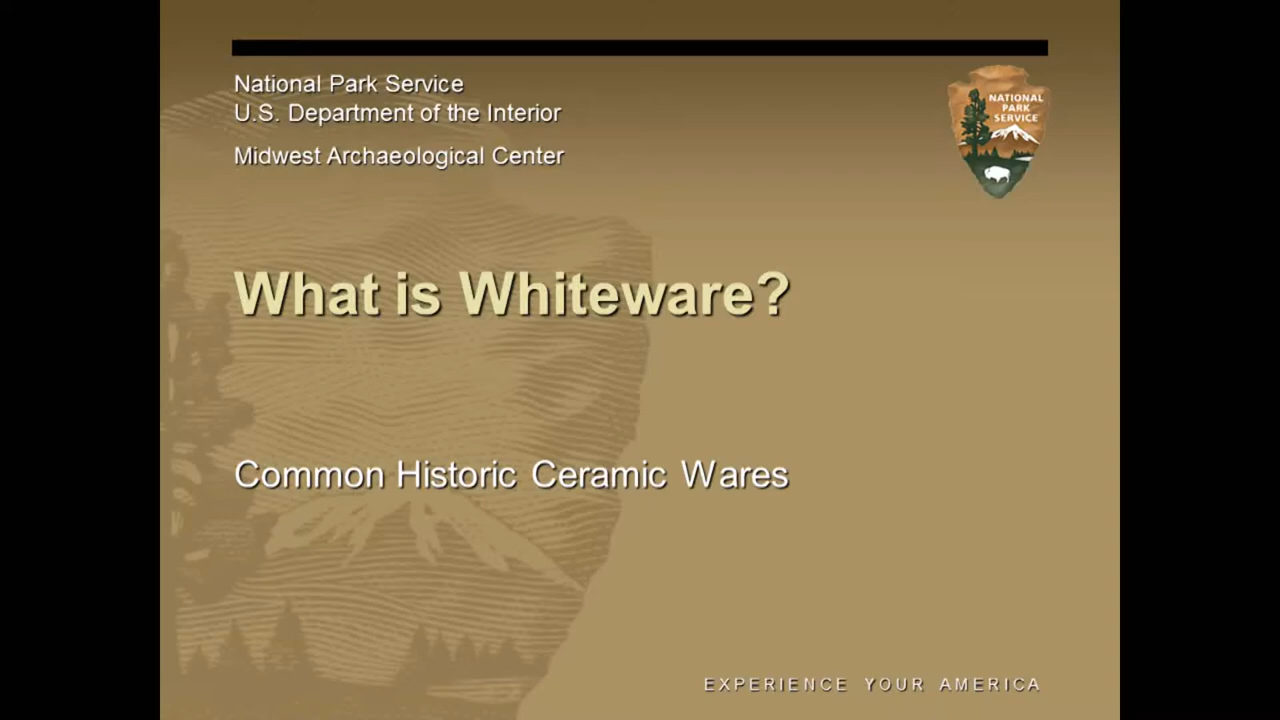 National Park Service
U.S. Department of the Interior
Midwest Archaeological Center
NATIONAL
PARK
SERVICE
What is Whiteware?
Common Historic Ceramic Wares
EXPERIENCE YOUR AMERICA